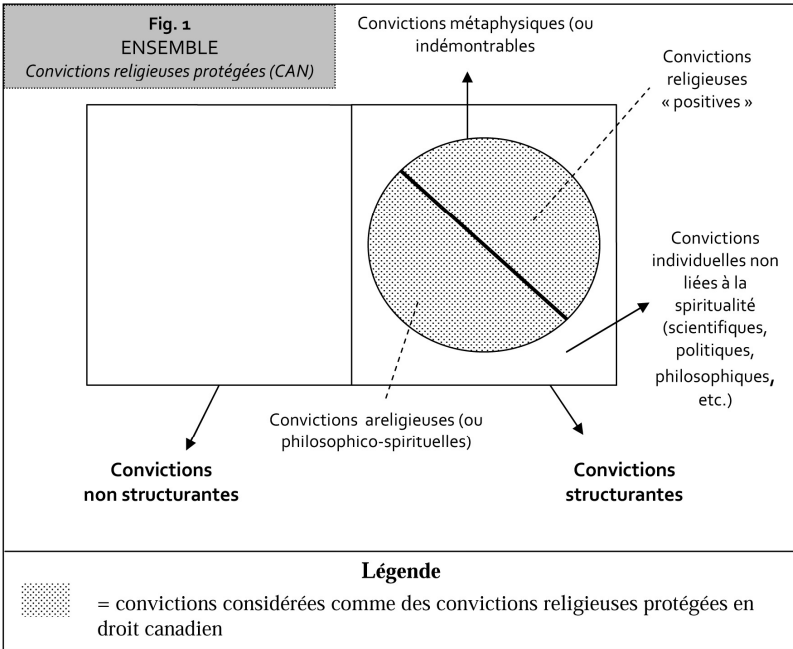 Fig. 1
ENSEMBLE
Convictions religieuses protégées (CAN)
Convictions métaphysiques (ou
indémontrables
Convictions
religieuses
« positives »
Convictions
individuelles non
liées à la
spiritualité
(scientifiques,
politiques,
philosophiques,
etc.)
Convictions areligieuses (ou
philosophico-spirituelles)
Convictions
non structurantes
Convictions
structurantes
Légende
= convictions considérées comme des convictions religieuses protégées en
droit canadien